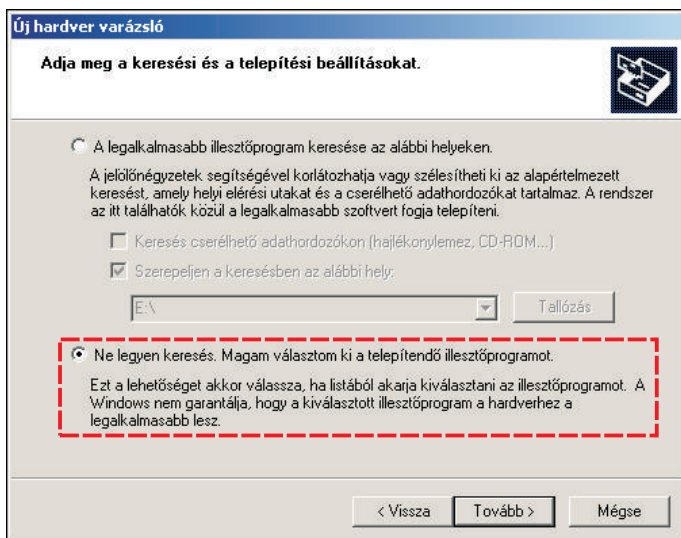 Új hardver varázsló
Adja meg a keresési és a telepítési beállításokat.
A legalkalmasabb illesztőprogram keresése az alábbi helyeken.
A jelölőnégyzetek segítségével korlátozhatja vagy szélesítheti ki az alapértelmezett
keresést, amely helyi elérési utakat és a cserélhető adathordozókat tartalmaz. A rendszer
az itt találhatók közül a legalkalmasabb szoftvert fogja telepíteni.
Keresés cserélhető adathordozókon (hajlékonylemez, CD-ROM...)
Szerepeljen a keresésben az alábbi hely:
E:\
Tallózás
Ne legyen keresés. Magam választom ki a telepítendő illesztőprogramot.
Ezt a lehetőséget akkor válassza, ha listából akarja kiválasztani az illesztőprogramot. A
Windows nem garantálja, hogy a kiválasztott illesztőprogram a hardverhez a
legalkalmasabb lesz.
< Vissza
Tovább >
Mégse